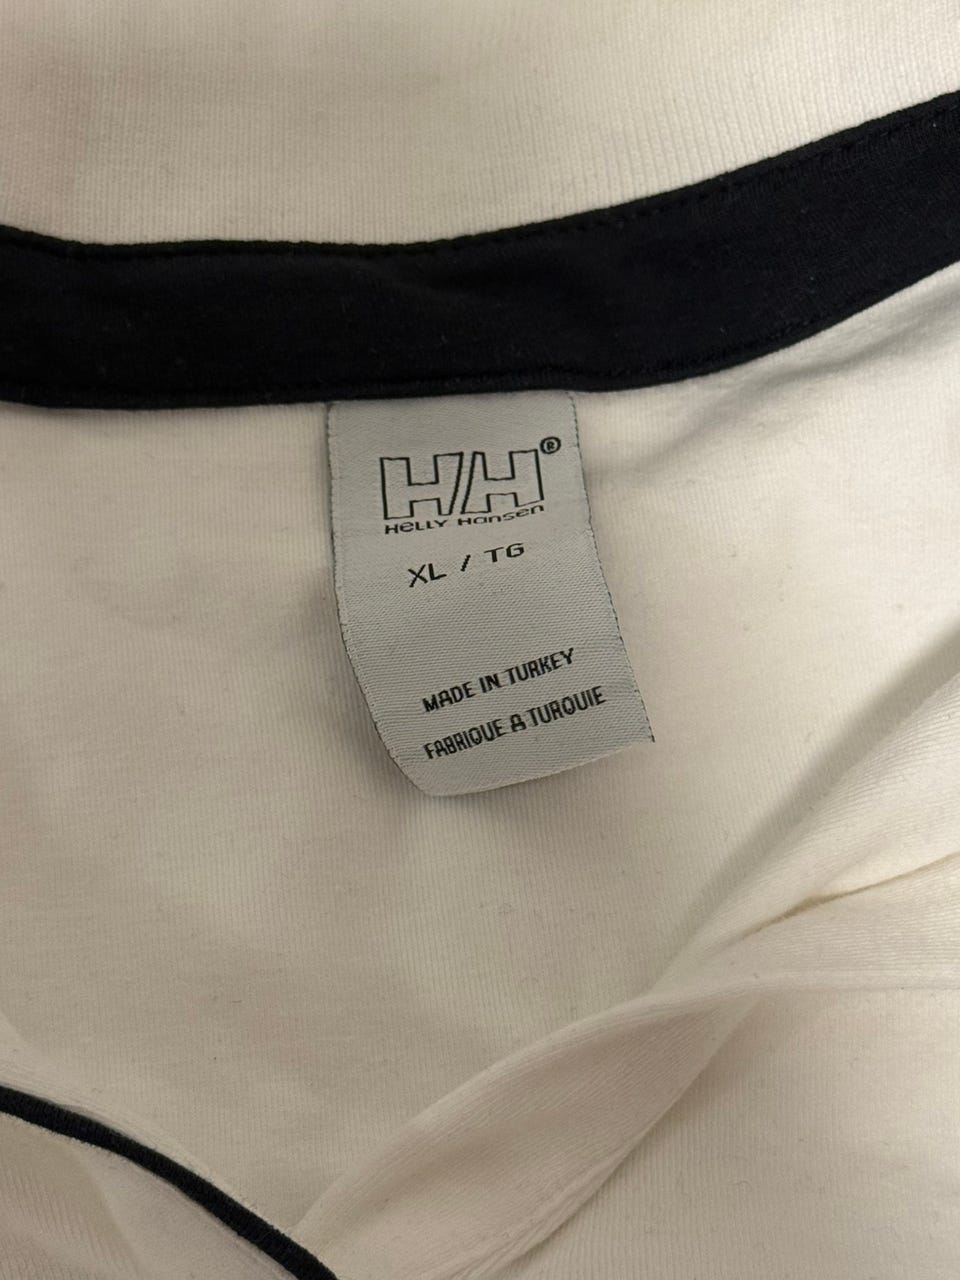 HH®
HELLY HANSEN
XL / TG
MADE IN TURKEY
FABRIQUE A TURQUIE